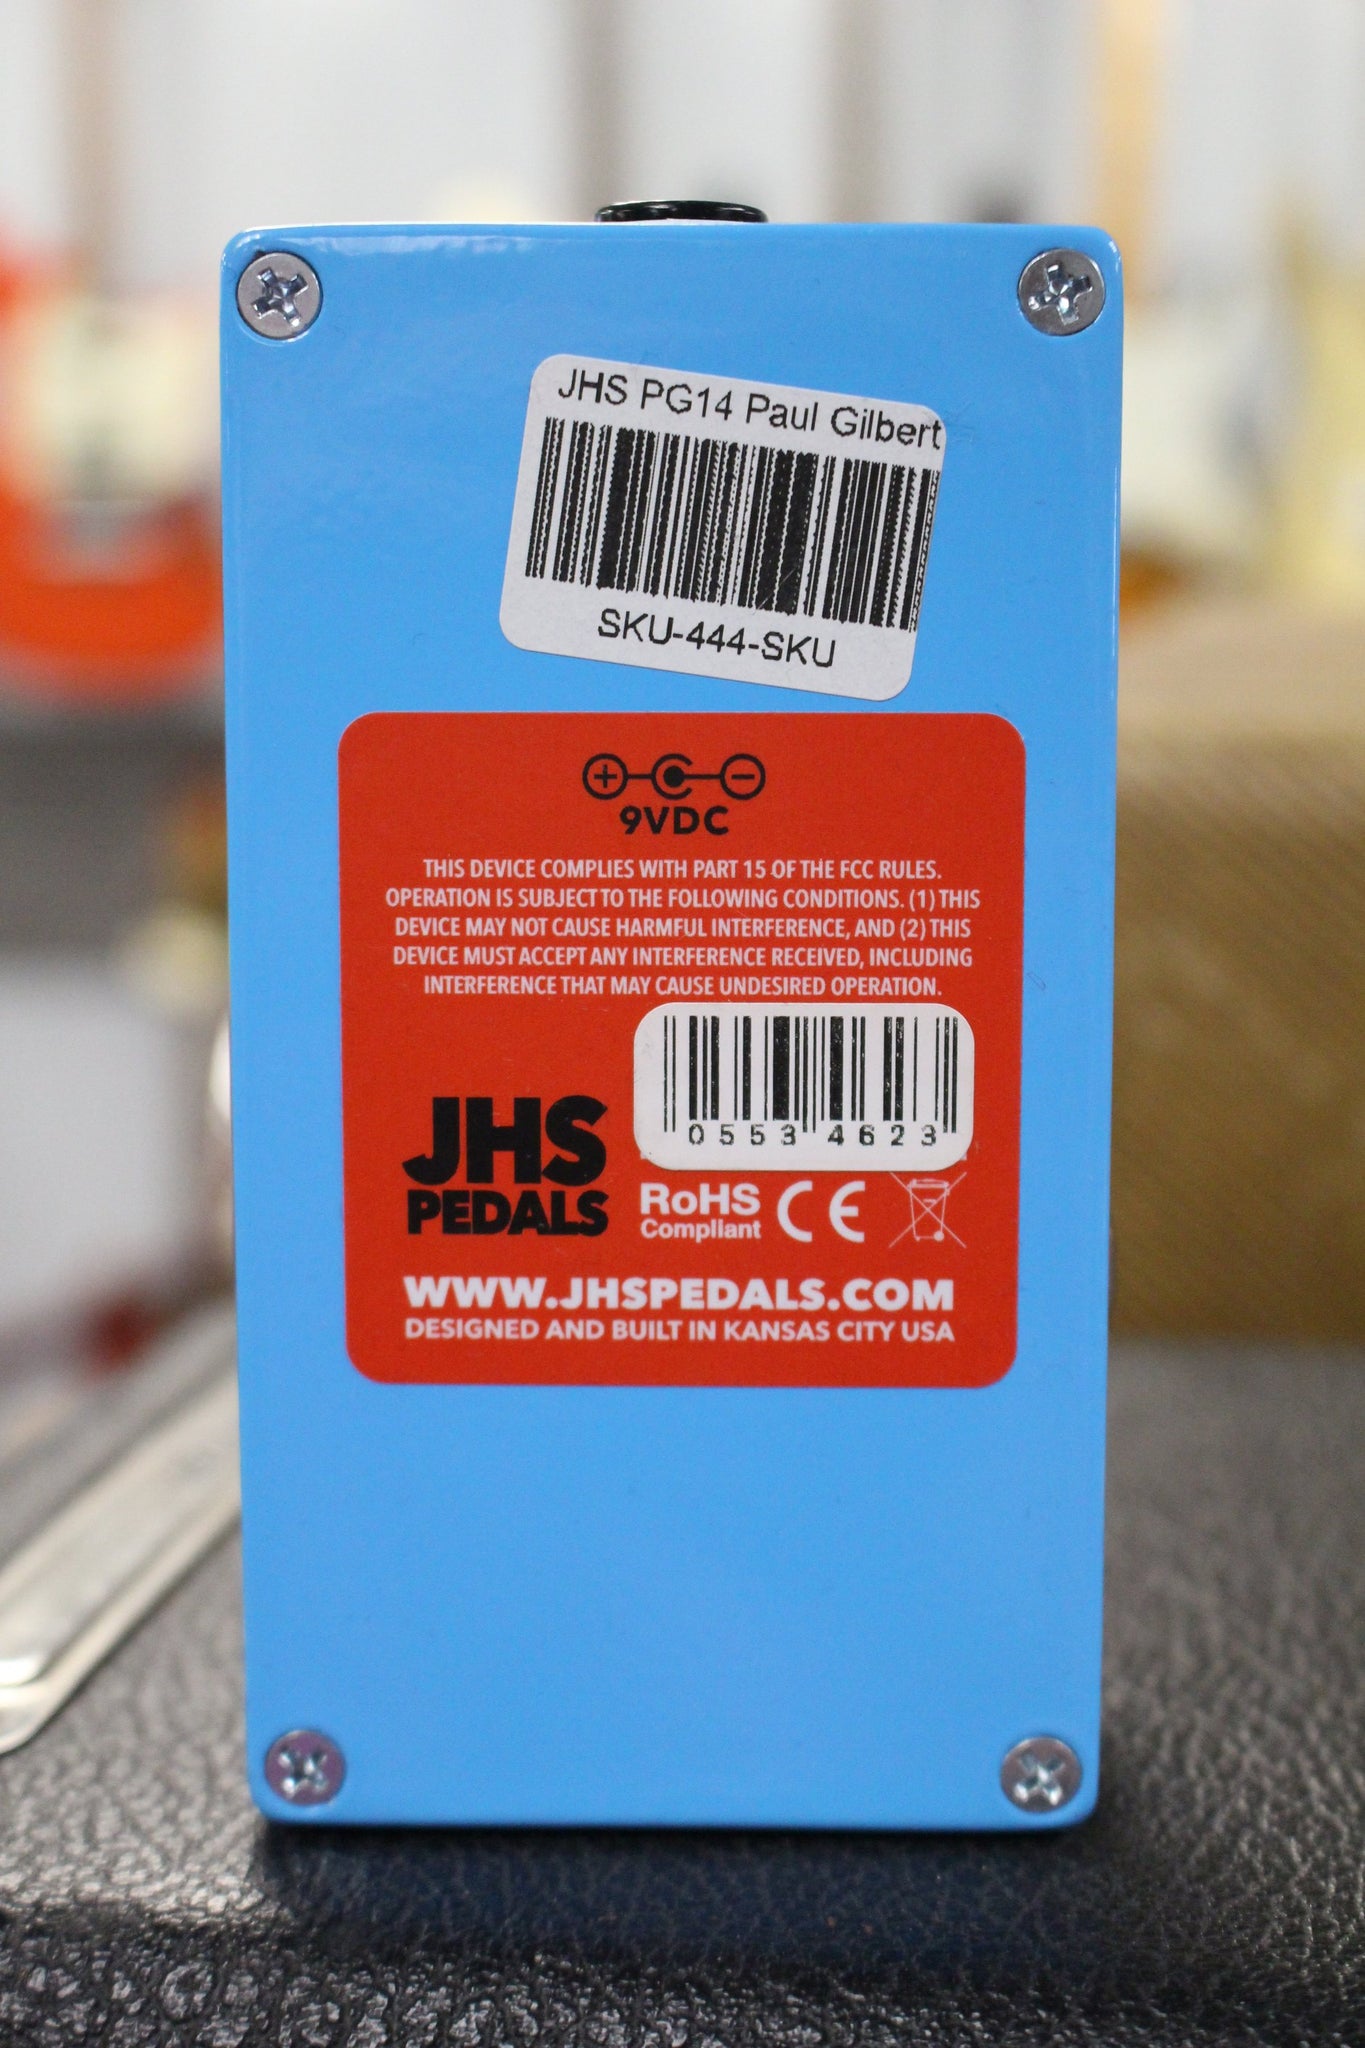 JHS PG14 Paul Gilbert
SKU-444-SKU
9VDC
THIS DEVICE COMPLIES WITH PART 15 OF THE FCC RULES.
OPERATION IS SUBJECT TO THE FOLLOWING CONDITIONS. (1) THIS
DEVICE MAY NOT CAUSE HARMFUL INTERFERENCE, AND (2) THIS
DEVICE MUST ACCEPT ANY INTERFERENCE RECEIVED, INCLUDING
INTERFERENCE THAT MAY CAUSE UNDESIRED OPERATION.
0553 4623
JHS
PEDALS
RoHS
Compliant
CE
WWW.JHSPEDALS.COM
DESIGNED AND BUILT IN KANSAS CITY USA